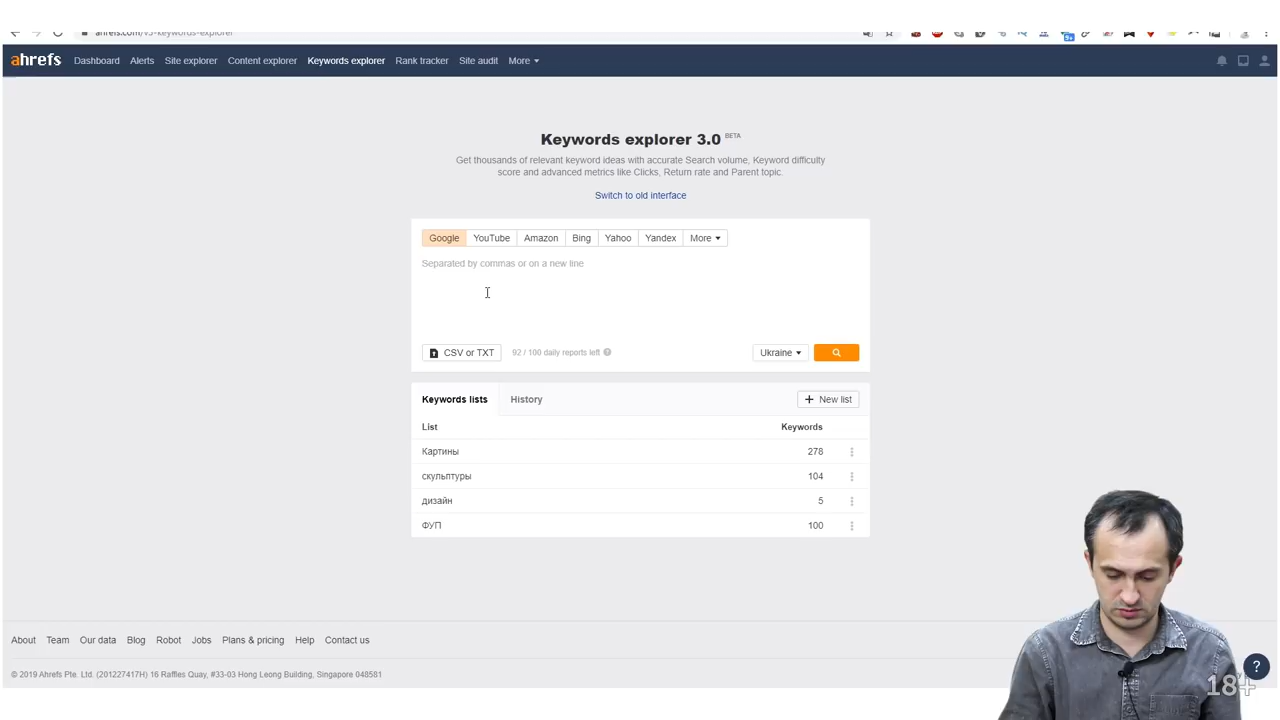 ahrefs.com/v3-keywords-explorer
ahrefs Dashboard Alerts Site explorer Content explorer Keywords explorer Rank tracker Site audit More
Keywords explorer 3.0 BETA
Get thousands of relevant keyword ideas with accurate Search volume, Keyword difficulty
score and advanced metrics like Clicks, Return rate and Parent topic.
Switch to old interface
Google YouTube Amazon Bing Yahoo Yandex More
Separated by commas or on a new line
CSV or TXT 92 / 100 daily reports left ? Ukraine
Keywords lists History + New list
List Keywords
Картины 278
скульптуры 104
дизайн 5
ФУП 100
About Team Our data Blog Robot Jobs Plans & pricing Help Contact us
© 2019 Ahrefs Pte. Ltd. (201227417H) 16 Raffles Quay, #33-03 Hong Leong Building, Singapore 048581
?
18+